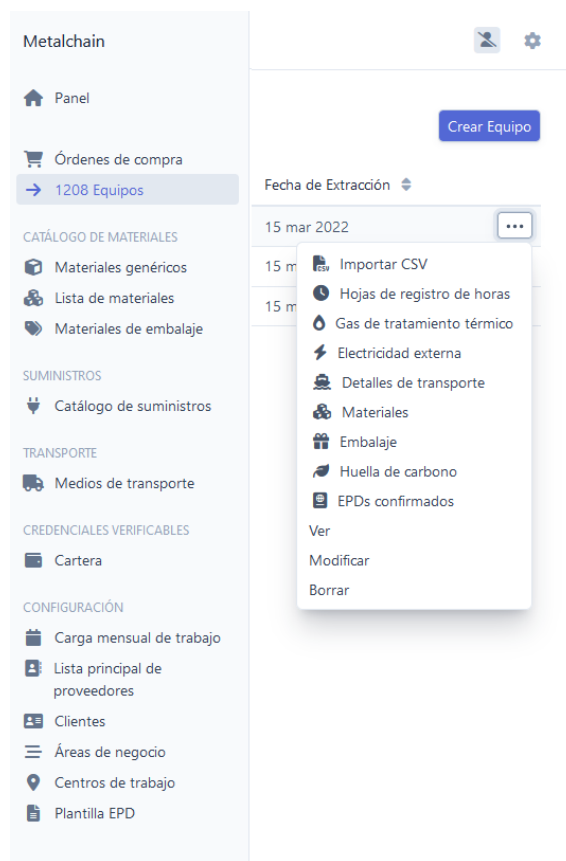 Metalchain
Panel
Crear Equipo
Órdenes de compra
1208 Equipos
Fecha de Extracción
15 mar 2022
15 m
15 m
CATÁLOGO DE MATERIALES
Materiales genéricos
Lista de materiales
Materiales de embalaje
SUMINISTROS
Catálogo de suministros
TRANSPORTE
Medios de transporte
CREDENCIALES VERIFICABLES
Cartera
CONFIGURACIÓN
Carga mensual de trabajo
Lista principal de
proveedores
Clientes
Áreas de negocio
Centros de trabajo
Plantilla EPD
Importar CSV
Hojas de registro de horas
Gas de tratamiento térmico
Electricidad externa
Detalles de transporte
Materiales
Embalaje
Huella de carbono
EPDs confirmados
Ver
Modificar
Borrar